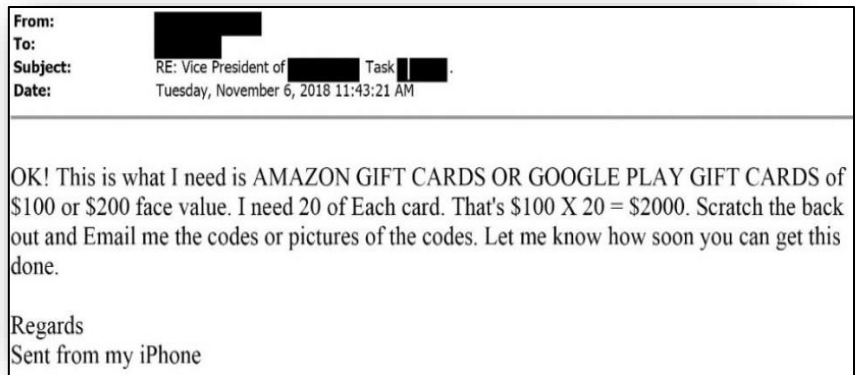 From:
To:
Subject: RE: Vice President of Task .
Date: Tuesday, November 6, 2018 11:43:21 AM
OK! This is what I need is AMAZON GIFT CARDS OR GOOGLE PLAY GIFT CARDS of
$100 or $200 face value. I need 20 of Each card. That's $100 X 20 = $2000. Scratch the back
out and Email me the codes or pictures of the codes. Let me know how soon you can get this
done.
Regards
Sent from my iPhone